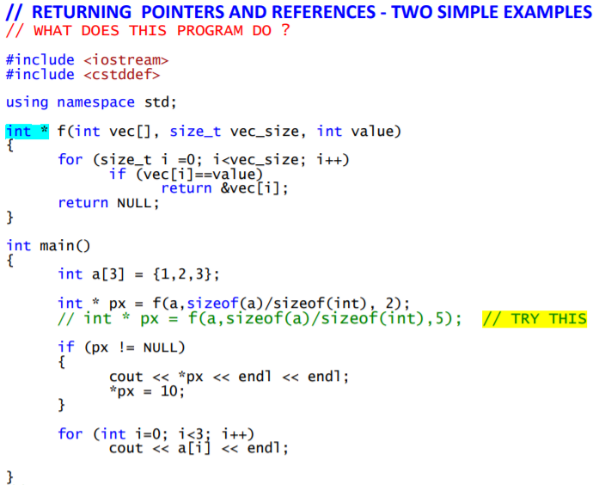 // RETURNING POINTERS AND REFERENCES - TWO SIMPLE EXAMPLES
// WHAT DOES THIS PROGRAM DO ?
#include <iostream>
#include <cstddef>
using namespace std;
int * f(int vec[], size_t vec_size, int value)
{
for (size_t i =0; i<vec_size; i++)
if (vec[i]==value)
return &vec[i];
return NULL;
}
int main()
{
int a[3] = {1,2,3};
int * px = f(a,sizeof(a)/sizeof(int), 2);
// int * px = f(a,sizeof(a)/sizeof(int),5); // TRY THIS
if (px != NULL)
{
cout << *px << endl << endl;
*px = 10;
}
for (int i=0; i<3; i++)
cout << a[i] << endl;
}